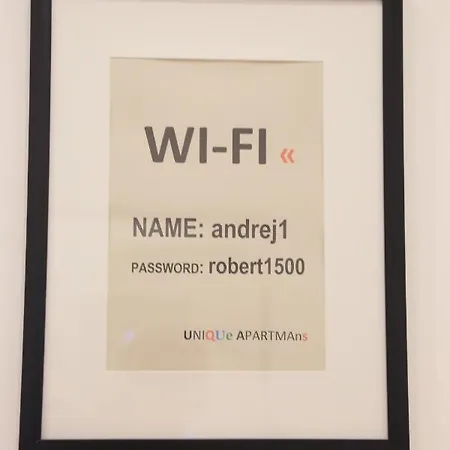 WI-FI «
NAME: andrej1
PASSWORD: robert1500
UNIQUe APARTMAns